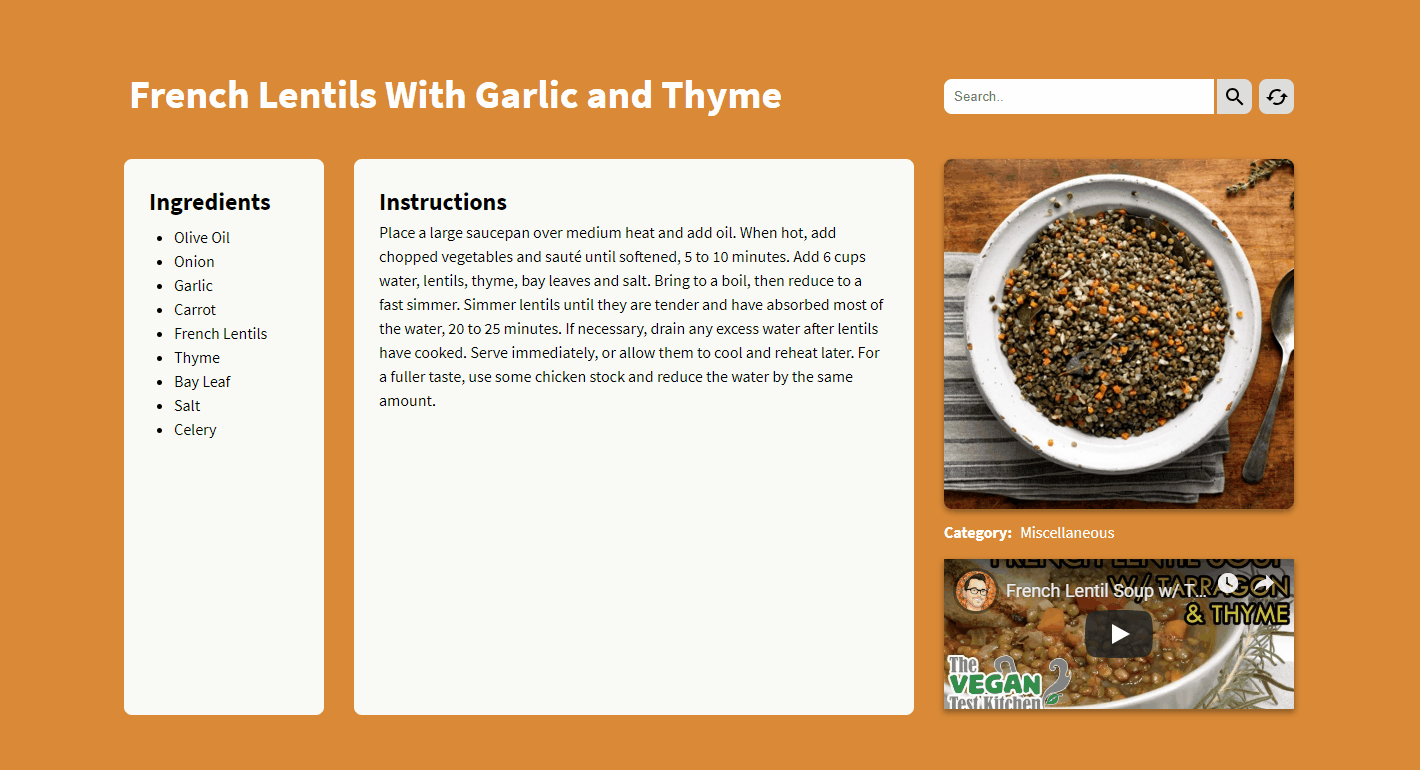 French Lentils With Garlic and Thyme
Search..
Ingredients
Olive Oil
Onion
Garlic
Carrot
French Lentils
Thyme
Bay Leaf
Salt
Celery
Instructions
Place a large saucepan over medium heat and add oil. When hot, add
chopped vegetables and sauté until softened, 5 to 10 minutes. Add 6 cups
water, lentils, thyme, bay leaves and salt. Bring to a boil, then reduce to a
fast simmer. Simmer lentils until they are tender and have absorbed most of
the water, 20 to 25 minutes. If necessary, drain any excess water after lentils
have cooked. Serve immediately, or allow them to cool and reheat later. For
a fuller taste, use some chicken stock and reduce the water by the same
amount.
Category: Miscellaneous
FRENCH LENTIL SOUP
W/ TARRAGON
& THYME
French Lentil Soup w/ T...
The
VEGAN
Test Kitchen